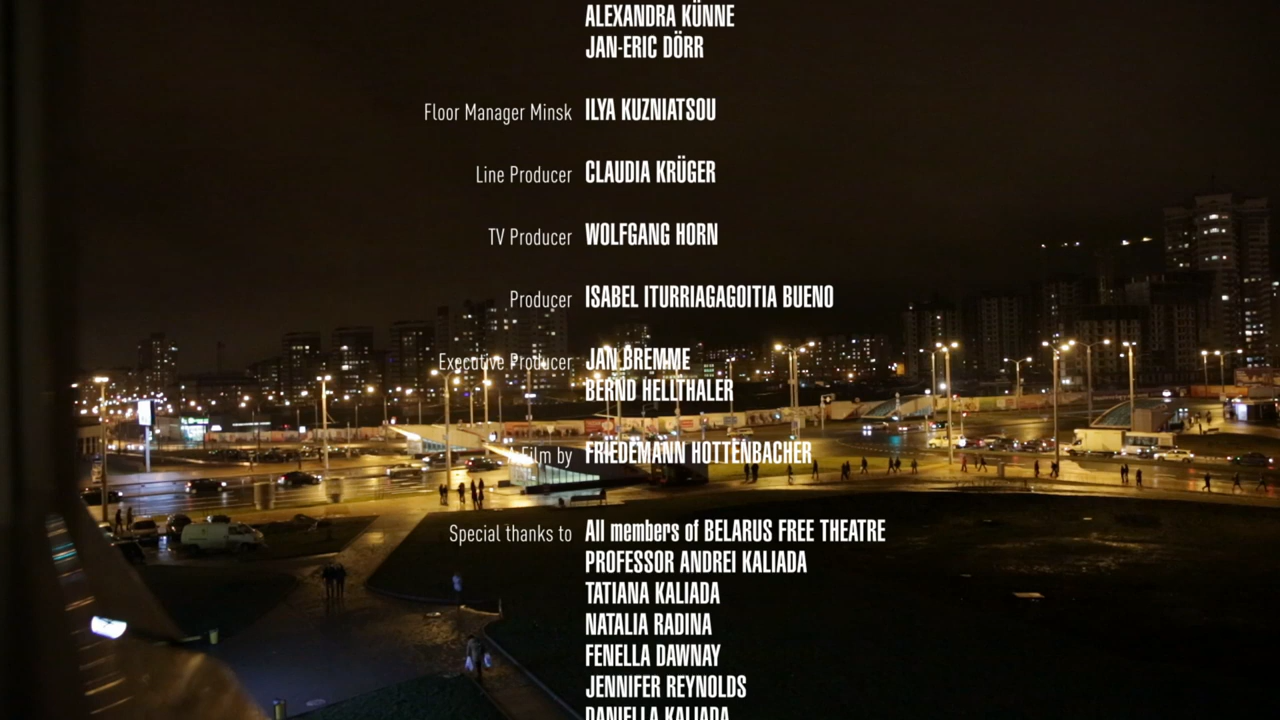 ALEXANDRA KÜNNE
JAN-ERIC DÖRR
Floor Manager Minsk ILYA KUZNIATSOU
Line Producer CLAUDIA KRÜGER
TV Producer WOLFGANG HORN
Producer ISABEL ITURRIAGAGOITIA BUENO
Executive Producer JAN BREMME
BERND HELLTHALER
A Film by FRIEDEMANN HOTTENBACHER
Special thanks to All members of BELARUS FREE THEATRE
PROFESSOR ANDREI KALIADA
TATIANA KALIADA
NATALIA RADINA
FENELLA DAWNAY
JENNIFER REYNOLDS
DANIELLA KALIADA